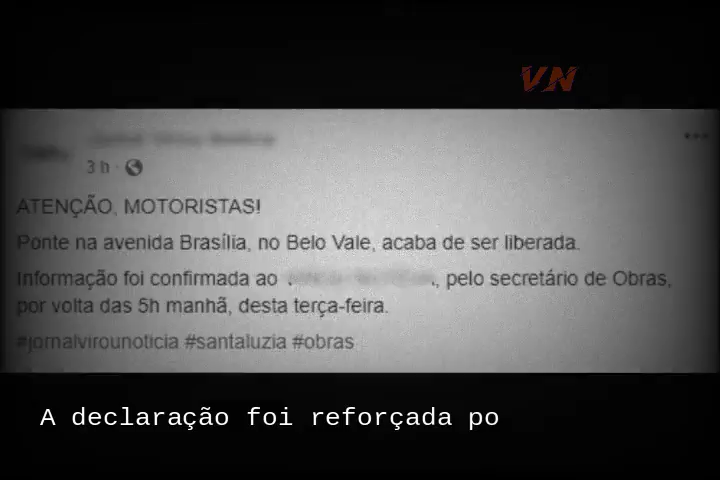 VN
3 h
ATENÇÃO, MOTORISTAS!
Ponte na avenida Brasília, no Belo Vale, acaba de ser liberada.
Informação foi confirmada ao , pelo secretário de Obras,
por volta das 5h manhã, desta terça-feira.
#jornalvirounoticia #santaluzia #obras
A declaração foi reforçada po